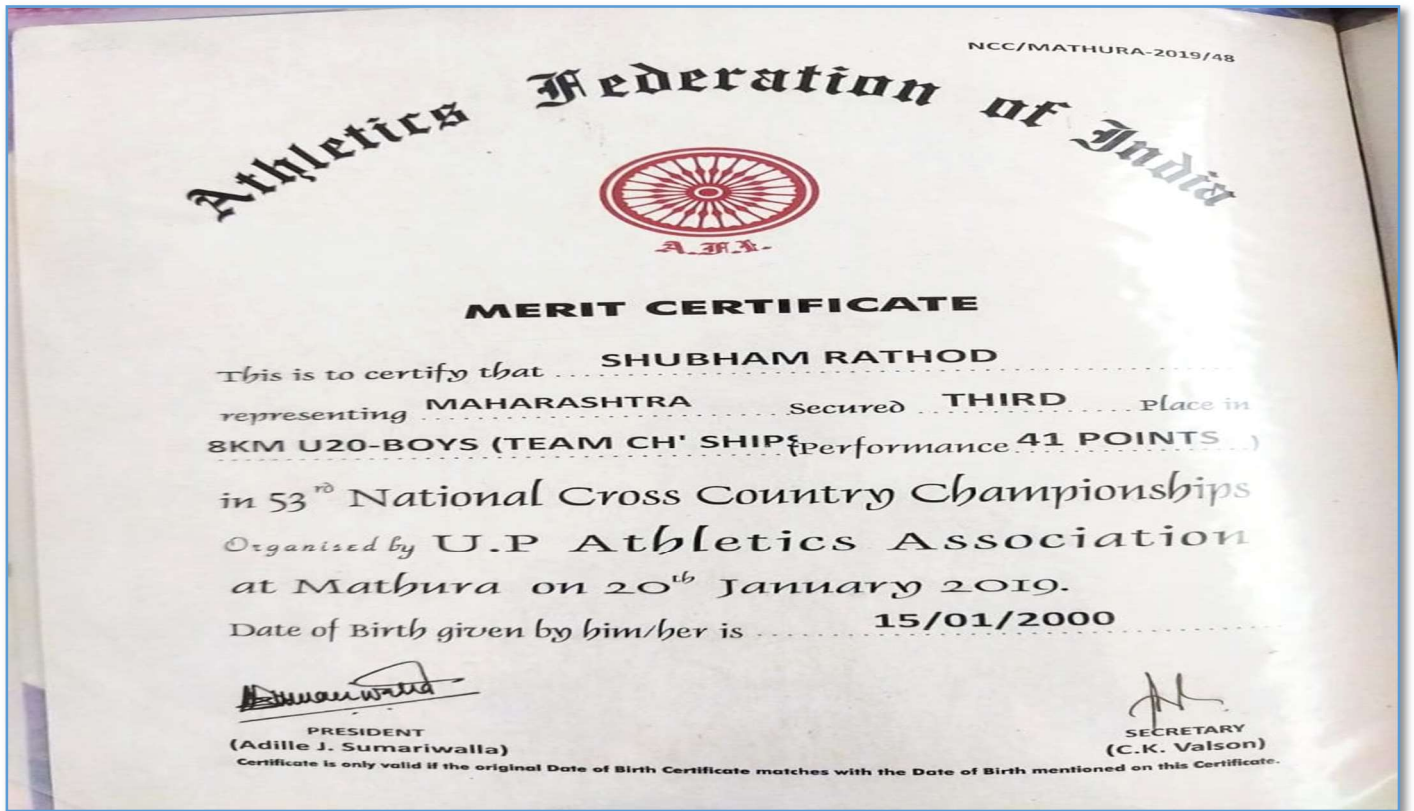 NCC/MATHURA-2019/48
Athletics Federation of India
A.F.I.
MERIT CERTIFICATE
This is to certify that SHUBHAM RATHOD
representing MAHARASHTRA Secured THIRD Place in
8KM U20-BOYS (TEAM CH' SHIPS (Performance 41 POINTS )
in 53rd National Cross Country Championships
Organised by U.P Athletics Association
at Mathura on 20th January 2019.
Date of Birth given by him/her is 15/01/2000
PRESIDENT
(Adille J. Sumariwalla)
SECRETARY
(C.K. Valson)
Certificate is only valid if the original Date of Birth Certificate matches with the Date of Birth mentioned on this Certificate.